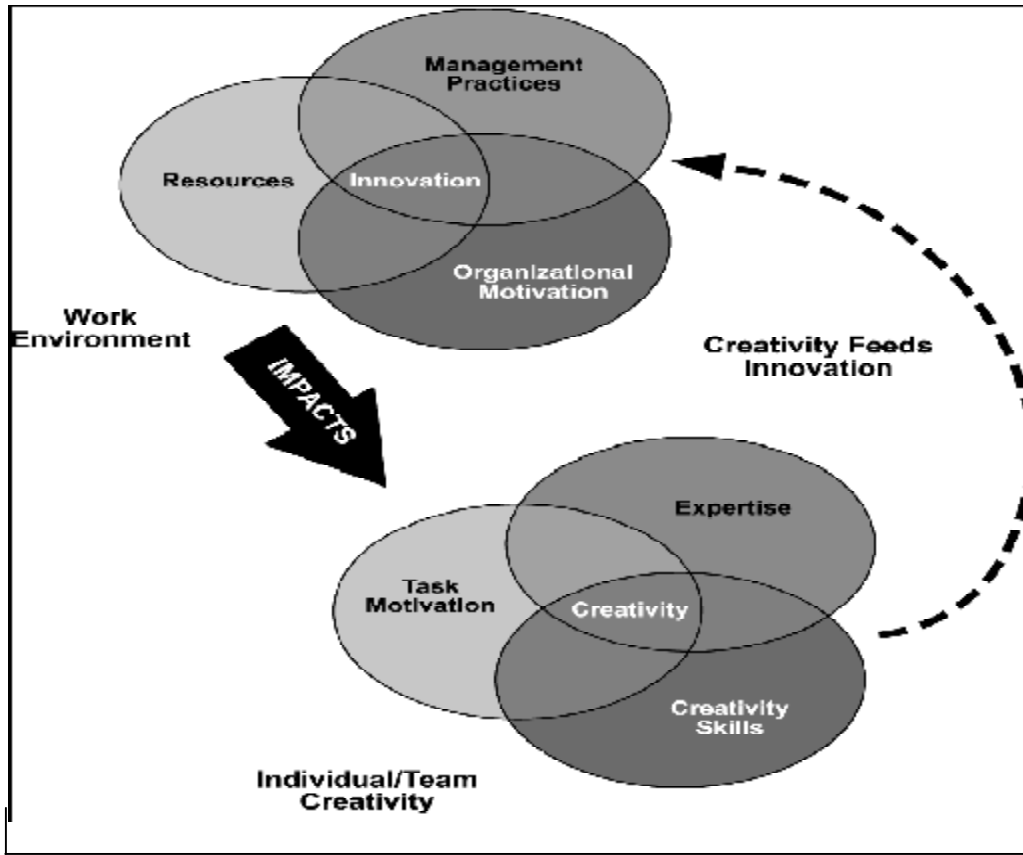 Management
Practices
Resources
Innovation
Organizational
Motivation
Work
Environment
IMPACTS
Creativity Feeds
Innovation
Expertise
Task
Motivation
Creativity
Creativity
Skills
Individual/Team
Creativity